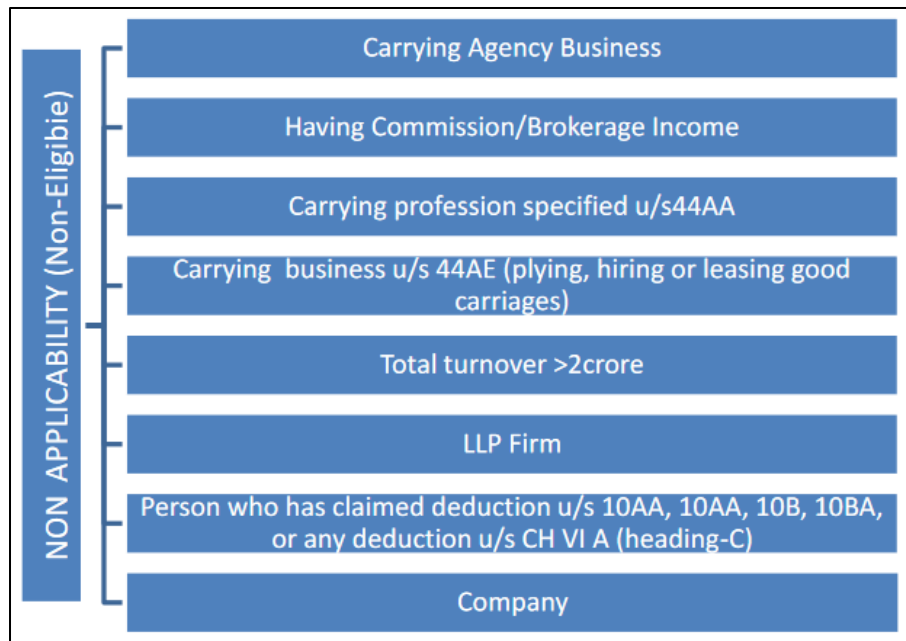 NON APPLICABILITY (Non-Eligibie)
Carrying Agency Business
Having Commission/Brokerage Income
Carrying profession specified u/s44AA
Carrying business u/s 44AE (plying, hiring or leasing good
carriages)
Total turnover >2crore
LLP Firm
Person who has claimed deduction u/s 10AA, 10AA, 10B, 10BA,
or any deduction u/s CH VI A (heading-C)
Company